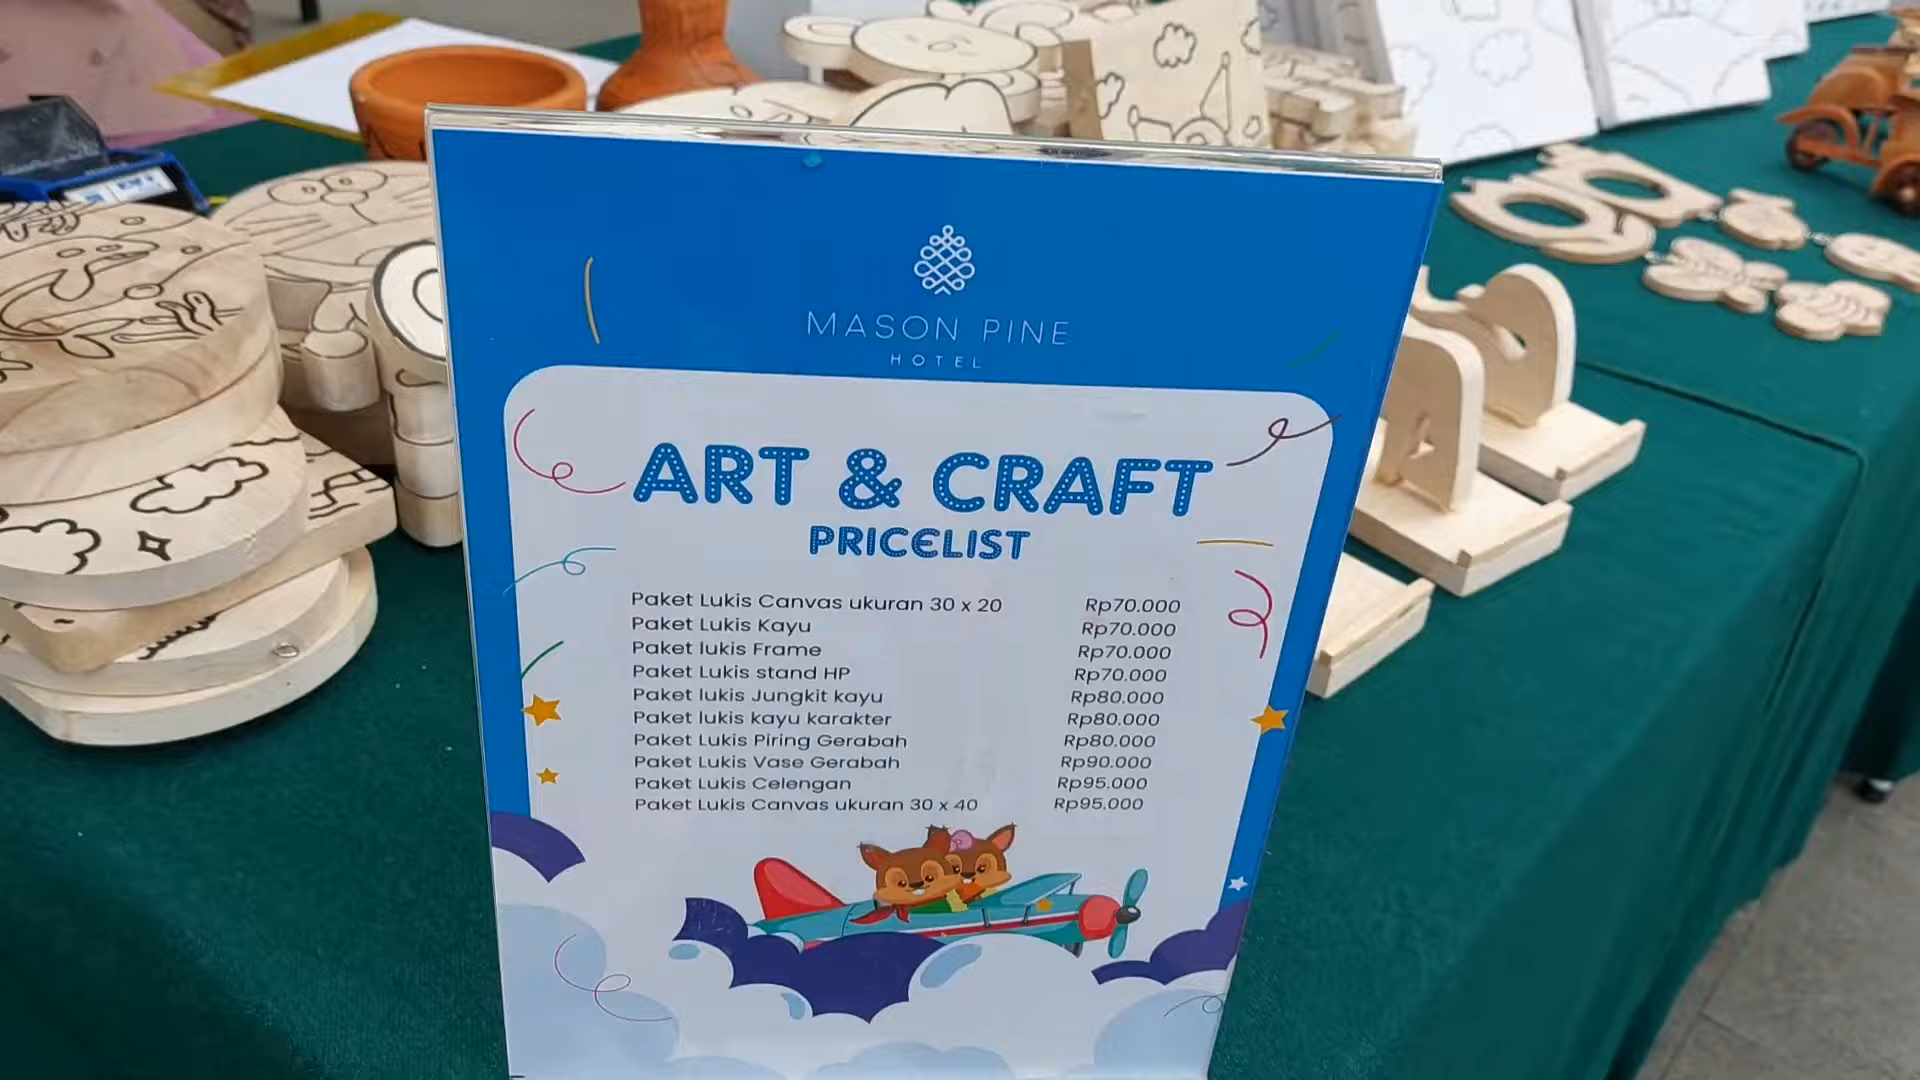 MASON PINE
HOTEL
ART & CRAFT
PRICELIST
Paket Lukis Canvas ukuran 30 x 20 Rp70.000
Paket Lukis Kayu Rp70.000
Paket lukis Frame Rp70.000
Paket Lukis stand HP Rp70.000
Paket lukis Jungkit kayu Rp80.000
Paket lukis kayu karakter Rp80.000
Paket Lukis Piring Gerabah Rp80.000
Paket Lukis Vase Gerabah Rp90.000
Paket Lukis Celengan Rp95.000
Paket Lukis Canvas ukuran 30 x 40 Rp95.000